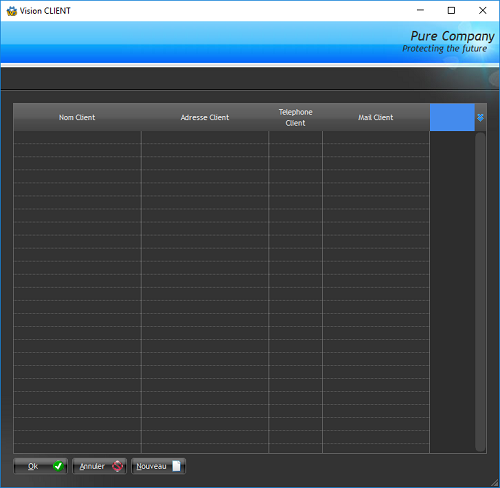 Vision CLIENT
Pure Company
Protecting the future
Nom Client
Adresse Client
Telephone
Client
Mail Client
Ok
Annuler
Nouveau